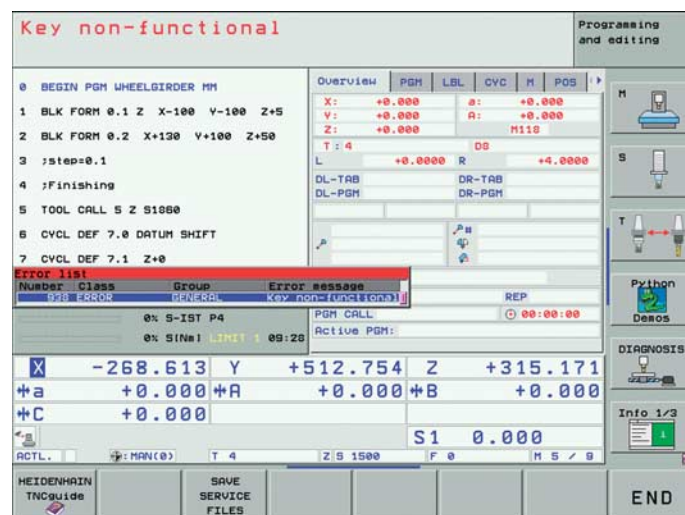 Key non-functional
Programming
and editing
0 BEGIN PGM WHEELGIRDER MM
1 BLK FORM 0.1 Z X-100 Y-100 Z+5
2 BLK FORM 0.2 X+130 Y+100 Z+50
3 ;step=0.1
4 ;Finishing
5 TOOL CALL 5 Z S1860
6 CYCL DEF 7.0 DATUM SHIFT
7 CVCL DEF 7.1 Z+0
Overview PGM LBL CYC M POS
X: +0.000 a: +0.000
Y: +0.000 A: +0.000
Z: +0.000 M118
T : 4 D8
L +0.0000 R +4.0000
DL-TAB DR-TAB
DL-PGM DR-PGM
Error list
Number Class Group Error message
930 ERROR GENERAL Key non-functional
REP
PGM CALL 00:00:00
Active PGM:
0% S-IST P4
0% S[Nm] LIMIT 1 09:28
X -268.613 Y +512.754 Z +315.171
a +0.000 A +0.000 B +0.000
C +0.000
S1 0.000
ACTL. : MAN(0) T 4 Z S 1500 F 0 M 5 / 9
M
S
T
Python
Demos
DIAGNOSIS
Info 1/3
1
HEIDENHAIN
TNCguide
SAVE
SERVICE
FILES
END